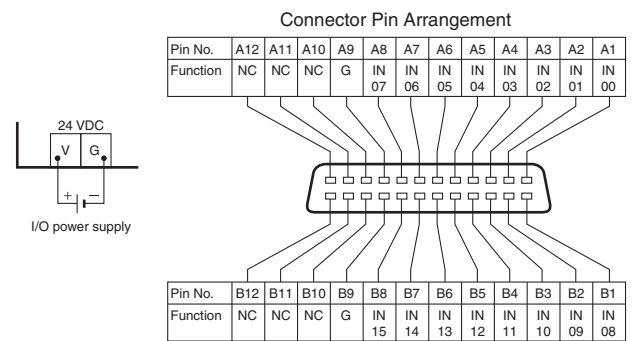 Connector Pin Arrangement
Pin No. A12 A11 A10 A9 A8 A7 A6 A5 A4 A3 A2 A1
Function NC NC NC G IN 07 IN 06 IN 05 IN 04 IN 03 IN 02 IN 01 IN 00
24 VDC
V G
+ −
I/O power supply
Pin No. B12 B11 B10 B9 B8 B7 B6 B5 B4 B3 B2 B1
Function NC NC NC G IN 15 IN 14 IN 13 IN 12 IN 11 IN 10 IN 09 IN 08